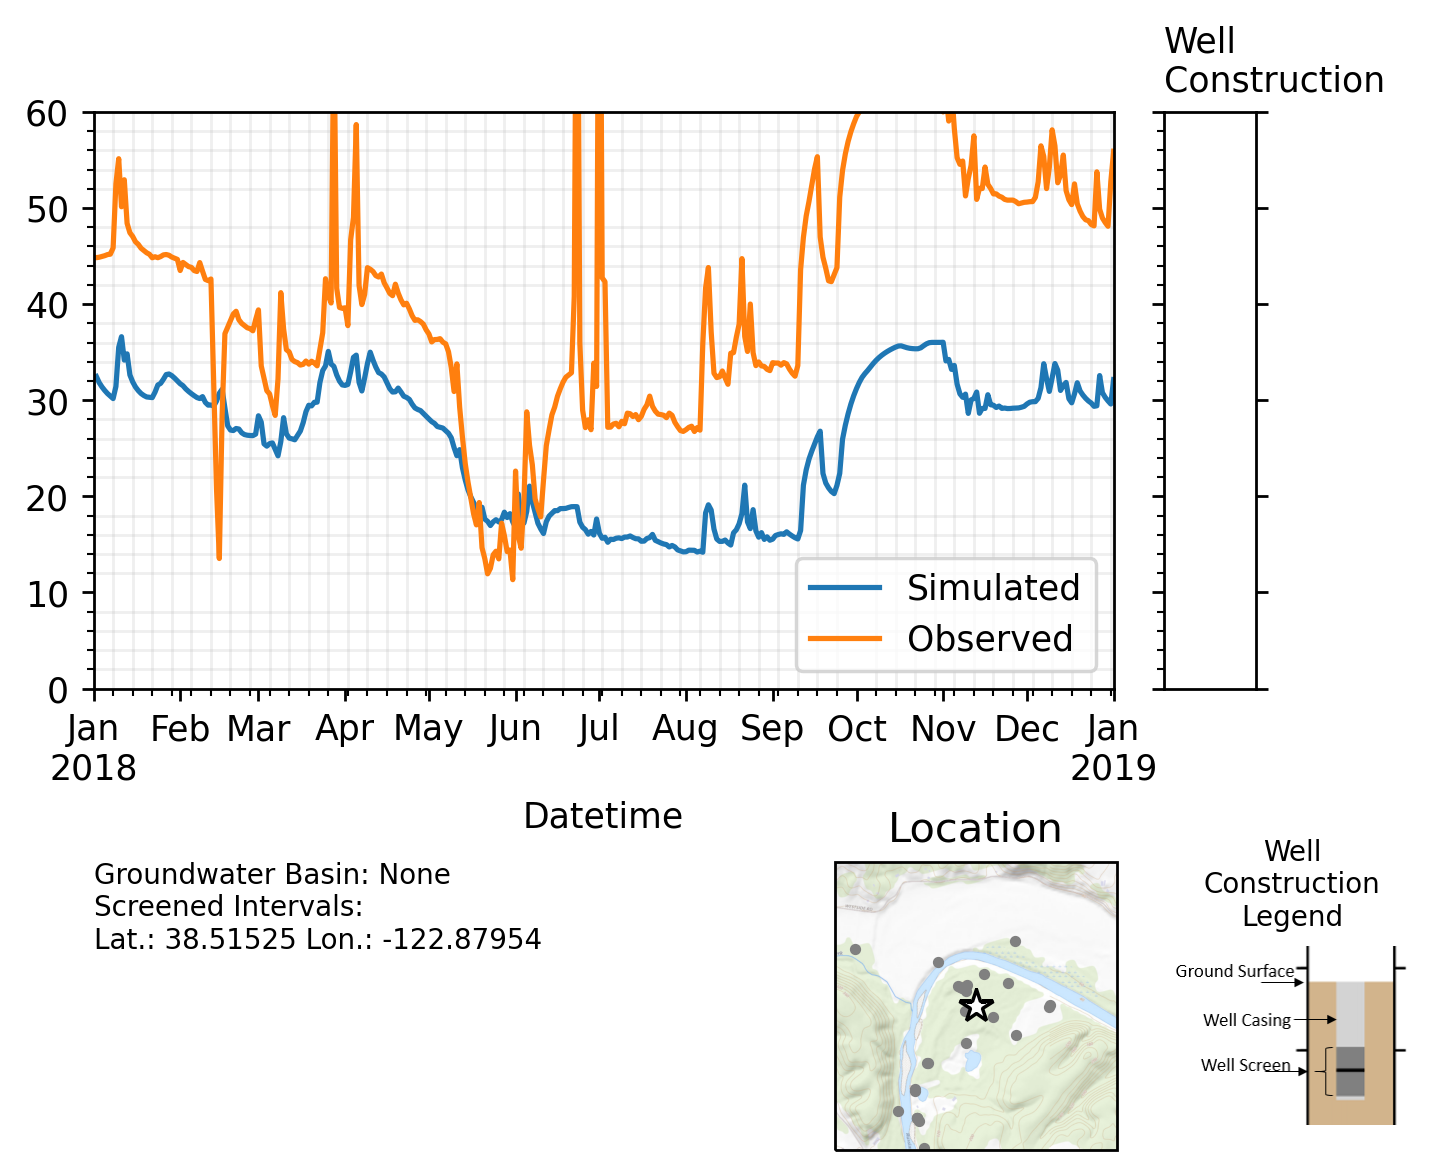 Well
Construction
60
50
40
30
20
10
0
Simulated
Observed
Jan Feb Mar Apr May Jun Jul Aug Sep Oct Nov Dec Jan
2018 2019
Datetime
Groundwater Basin: None
Screened Intervals:
Lat.: 38.51525 Lon.: -122.87954
Location
Well
Construction
Legend
Ground Surface
Well Casing
Well Screen